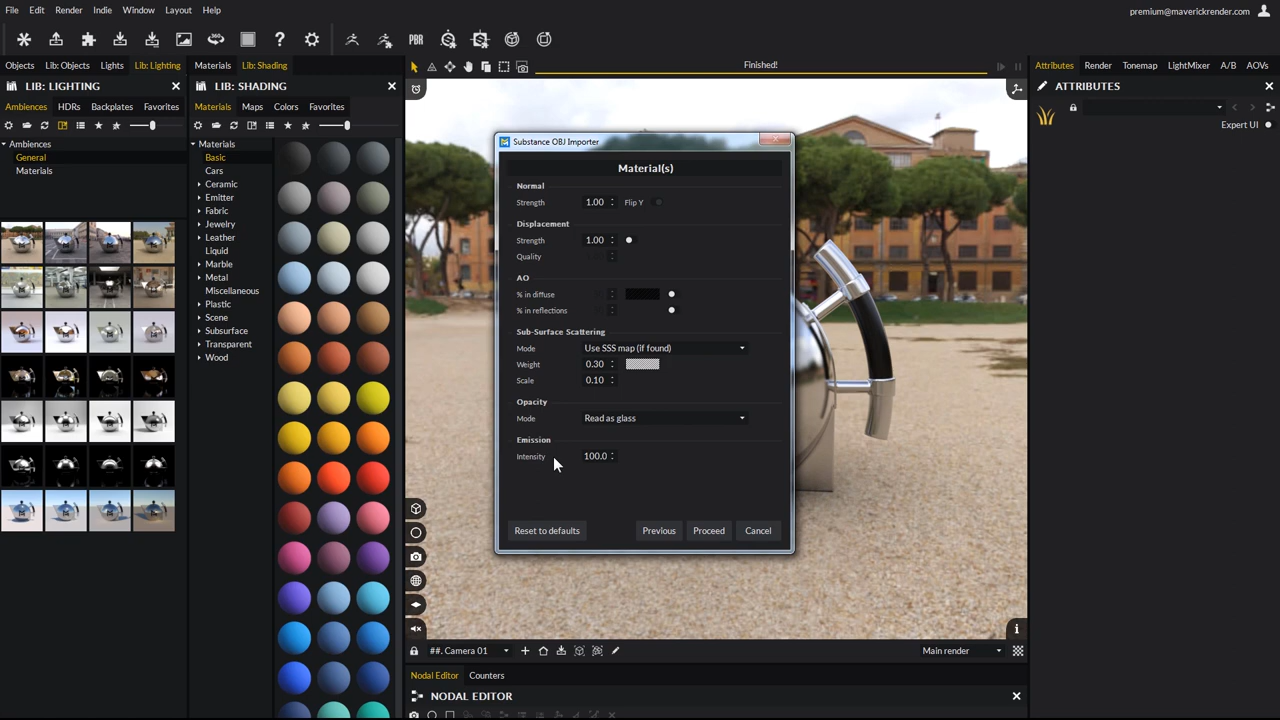 File Edit Render Indie Window Layout Help
premium@maverickrender.com
PBR
Objects Lib: Objects Lights Lib: Lighting
Materials Lib: Shading
Finished!
Attributes Render Tonemap LightMixer A/B AOVs
LIB: LIGHTING
LIB: SHADING
ATTRIBUTES
Ambiences HDRs Backplates Favorites
Materials Maps Colors Favorites
Expert UI
Ambiences
General
Materials
Materials
Basic
Cars
Ceramic
Emitter
Fabric
Jewelry
Leather
Liquid
Marble
Metal
Miscellaneous
Plastic
Scene
Subsurface
Transparent
Wood
Substance OBJ Importer
Material(s)
Normal
Strength 1.00 Flip Y
Displacement
Strength 1.00
Quality
AO
% in diffuse
% in reflections
Sub-Surface Scattering
Mode Use SSS map (if found)
Weight 0.30
Scale 0.10
Opacity
Mode Read as glass
Emission
Intensity 100.0
Reset to defaults Previous Proceed Cancel
##. Camera 01
Main render
Nodal Editor Counters
NODAL EDITOR